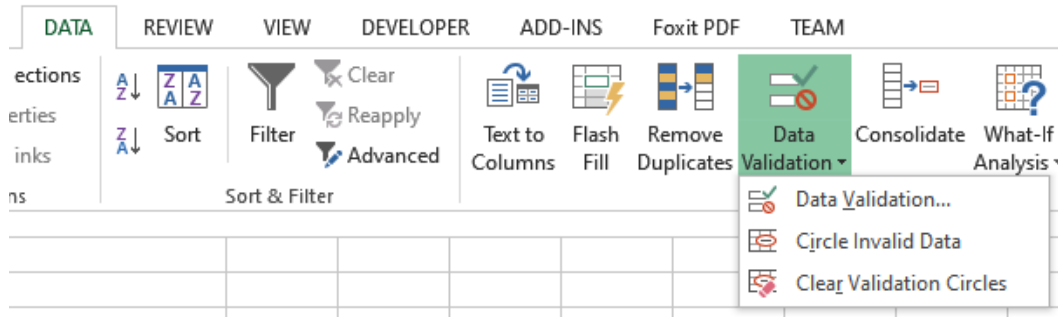 DATA REVIEW VIEW DEVELOPER ADD-INS Foxit PDF TEAM
ections
erties
inks
ns
Sort
Filter
Clear
Reapply
Advanced
Sort & Filter
Text to
Columns
Flash
Fill
Remove
Duplicates
Data
Validation
Consolidate
What-If
Analysis
Data Validation...
Circle Invalid Data
Clear Validation Circles